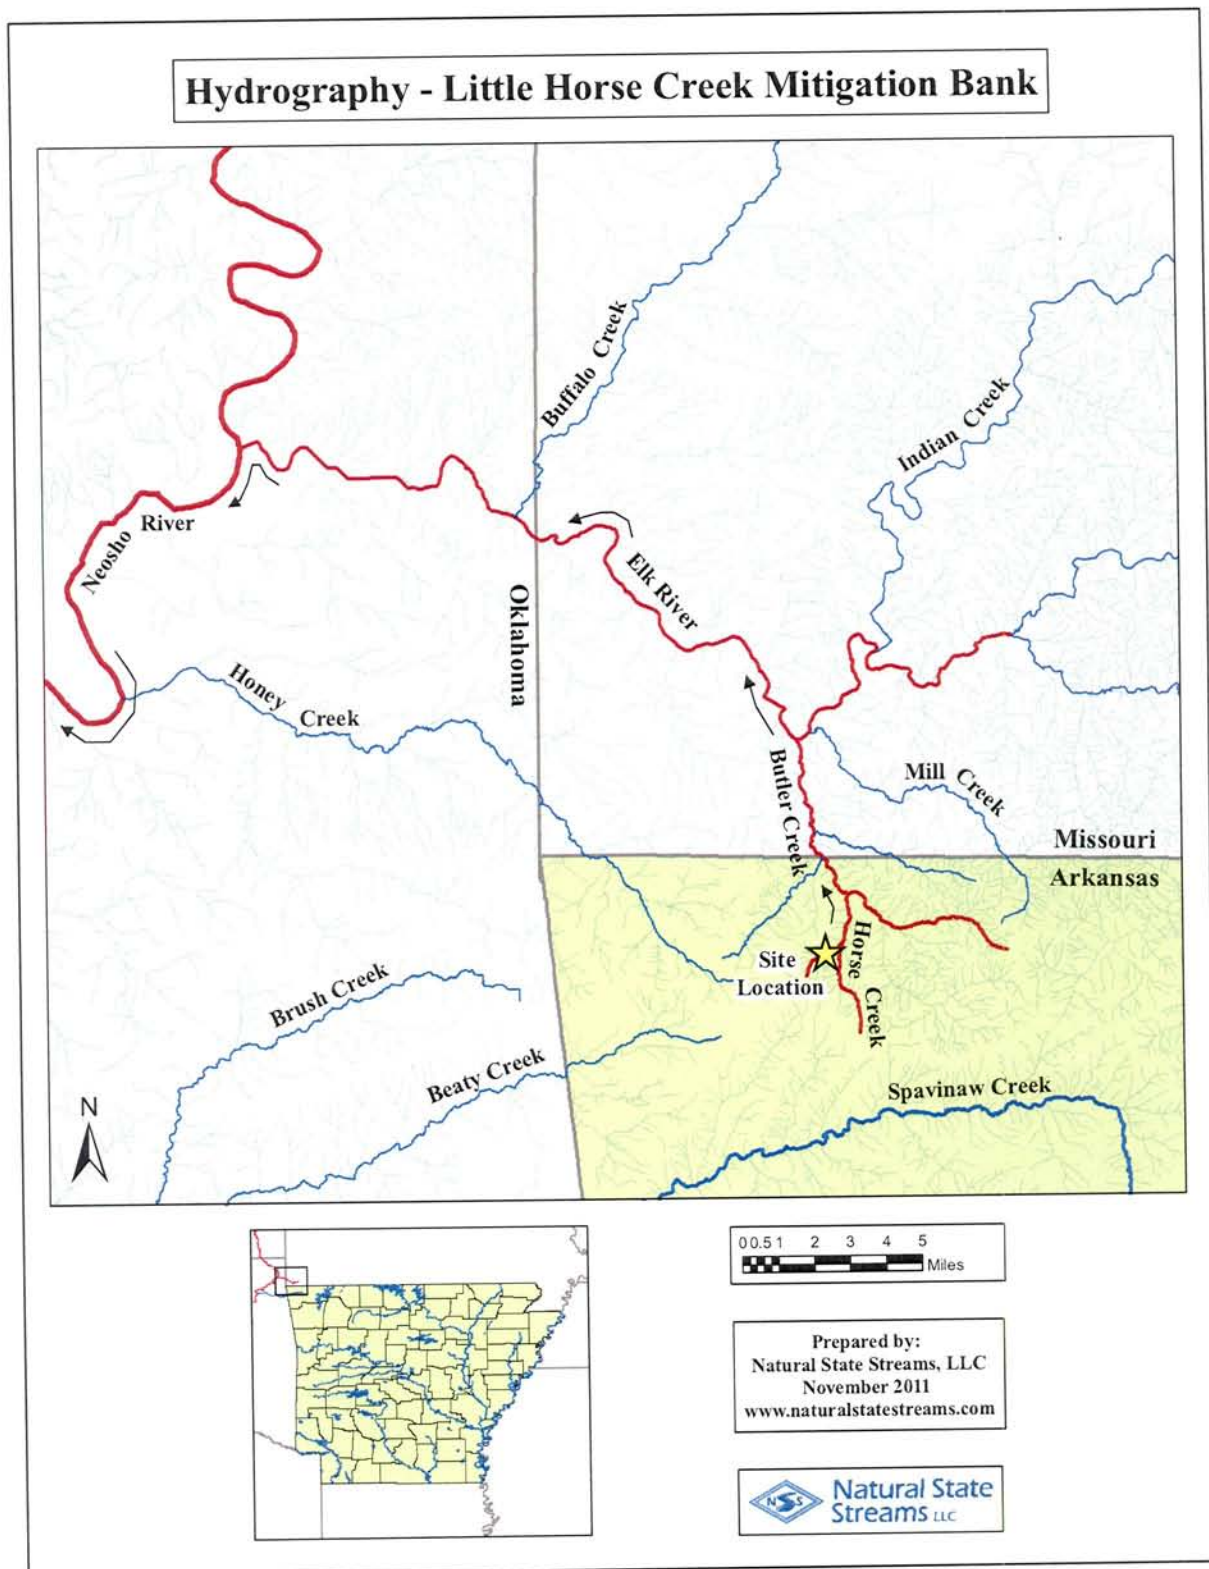 Hydrography - Little Horse Creek Mitigation Bank
Buffalo Creek
Indian Creek
Neosho River
Elk River
Oklahoma
Honey Creek
Butler Creek
Mill Creek
Missouri
Arkansas
Site
Location
Horse Creek
Brush Creek
Beaty Creek
Spavinaw Creek
N
0 0.5 1 2 3 4 5
Miles
Prepared by:
Natural State Streams, LLC
November 2011
www.naturalstatestreams.com
N S S
Natural State
Streams LLC